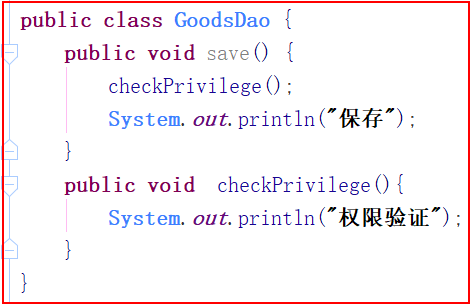 public class GoodsDao {
public void save() {
checkPrivilege();
System.out.println("保存");
}
public void  checkPrivilege(){
System.out.println("权限验证");
}
}